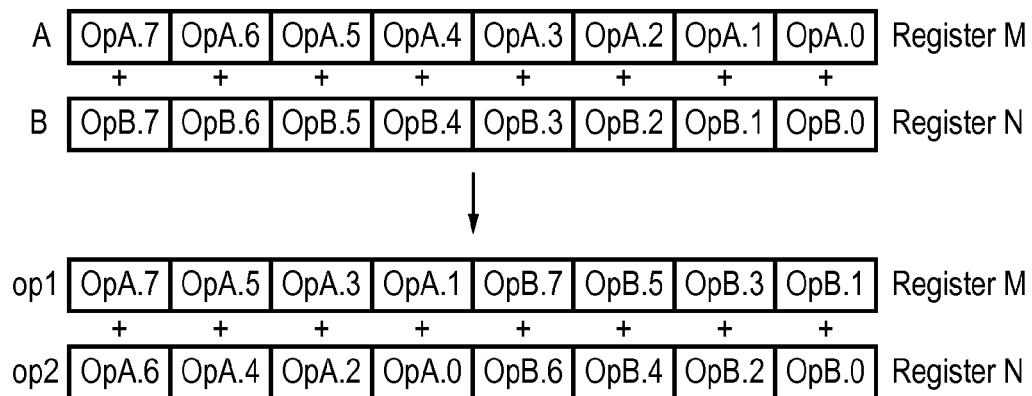 A OpA.7 OpA.6 OpA.5 OpA.4 OpA.3 OpA.2 OpA.1 OpA.0 Register M
+ + + + + + + +
B OpB.7 OpB.6 OpB.5 OpB.4 OpB.3 OpB.2 OpB.1 OpB.0 Register N
op1 OpA.7 OpA.5 OpA.3 OpA.1 OpB.7 OpB.5 OpB.3 OpB.1 Register M
+ + + + + + + +
op2 OpA.6 OpA.4 OpA.2 OpA.0 OpB.6 OpB.4 OpB.2 OpB.0 Register N